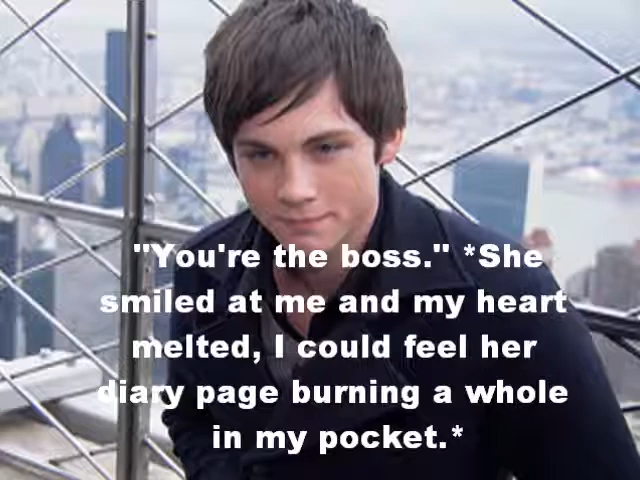 "You're the boss." *She
smiled at me and my heart
melted, I could feel her
diary page burning a whole
in my pocket.*